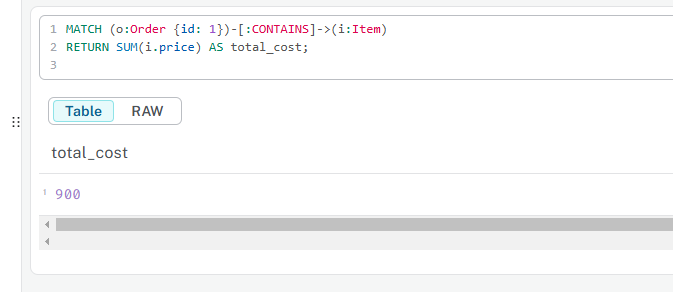 1 MATCH (o:Order {id: 1})-[:CONTAINS]->(i:Item)
2 RETURN SUM(i.price) AS total_cost;
3
Table RAW
total_cost
1 900